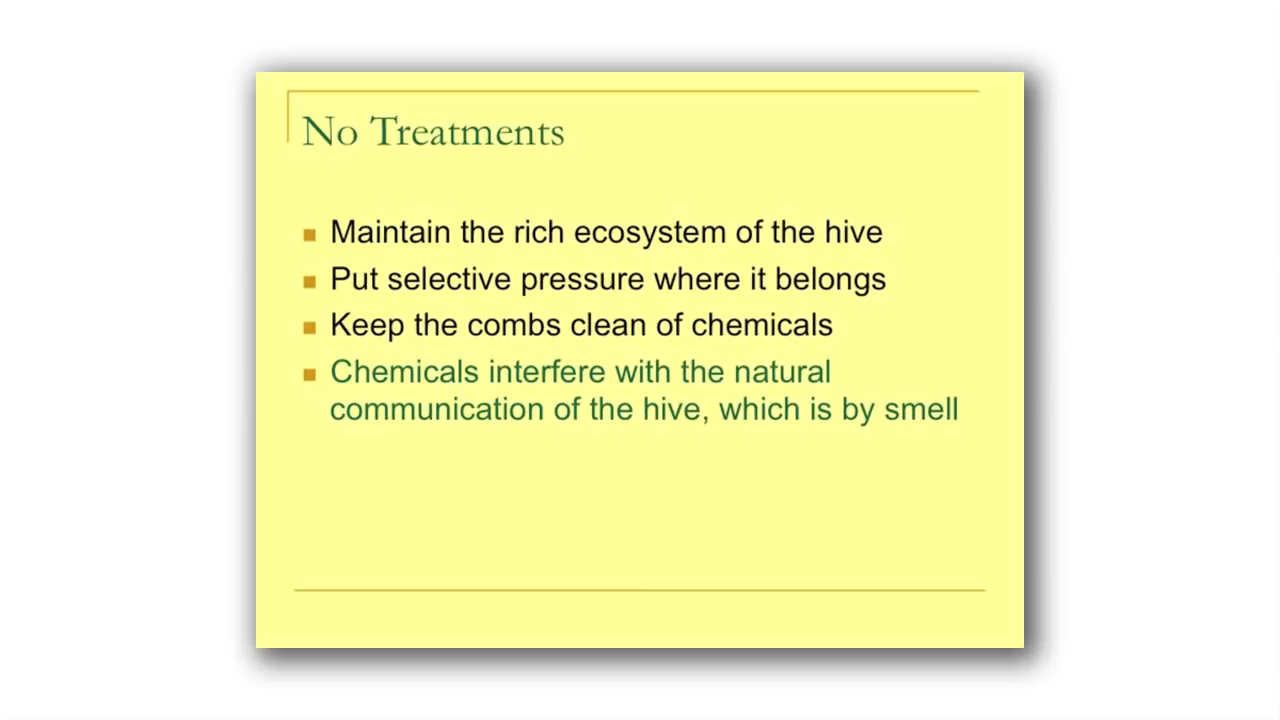 No Treatments
Maintain the rich ecosystem of the hive
Put selective pressure where it belongs
Keep the combs clean of chemicals
Chemicals interfere with the natural
communication of the hive, which is by smell